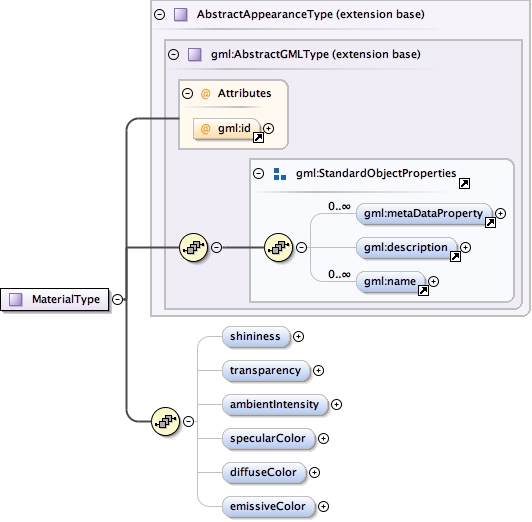 AbstractAppearanceType (extension base)
gml:AbstractGMLType (extension base)
@ Attributes
@ gml:id
gml:StandardObjectProperties
0..∞
gml:metaDataProperty
gml:description
0..∞
gml:name
MaterialType
shininess
transparency
ambientIntensity
specularColor
diffuseColor
emissiveColor